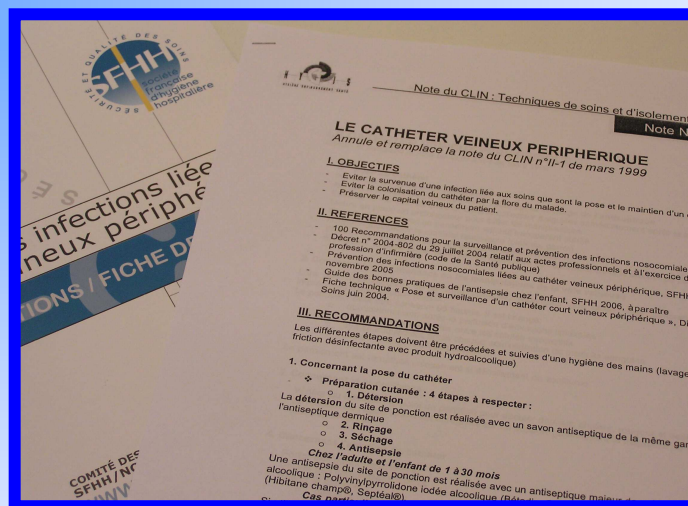 SÉCURITÉ ET QUALITÉ DES SOINS
SFHH
société
française
d'hygiène
hospitalière
infections liée
ineux périphé
IONS / FICHE DE
COMITÉ DES
SFHH
HYGIENE ENVIRONNEMENT SANTE
Note du CLIN : Techniques de soins et d'isolement
Note N
LE CATHETER VEINEUX PERIPHERIQUE
Annule et remplace la note du CLIN n°II-1 de mars 1999
I. OBJECTIFS
- Eviter la survenue d'une infection liée aux soins que sont la pose et le maintien d'un
- Eviter la colonisation du cathéter par la flore du malade.
- Préserver le capital veineux du patient.
II. REFERENCES
- 100 Recommandations pour la surveillance et prévention des infections nosocomiale
- Décret n° 2004-802 du 29 juillet 2004 relatif aux actes professionnels et à l'exercice d
profession d'infirmière (code de la Santé publique)
- Prévention des infections nosocomiales liées au cathéter veineux périphérique, SFH
novembre 2005
- Guide des bonnes pratiques de l'antisepsie chez l'enfant, SFHH 2006, àparaître
- Fiche technique « Pose et surveillance d'un cathéter court veineux périphérique », D
Soins juin 2004.
III. RECOMMANDATIONS
Les différentes étapes doivent être précédées et suivies d'une hygiène des mains (lavage
friction désinfectante avec produit hydroalcoolique)
1. Concernant la pose du cathéter
❖ Préparation cutanée : 4 étapes à respecter :
o 1. Détersion
La détersion du site de ponction est réalisée avec un savon antiseptique de la même gam
l'antiseptique dermique
o 2. Rinçage
o 3. Séchage
o 4. Antisepsie
Chez l'adulte et l'enfant de 1 à 30 mois
Une antisepsie du site de ponction est réalisée avec un antiseptique majeur
alcoolique : Polyvinylpyrrolidone iodée alcoolique
(Hibitane champ®, Septéal®)
Cas